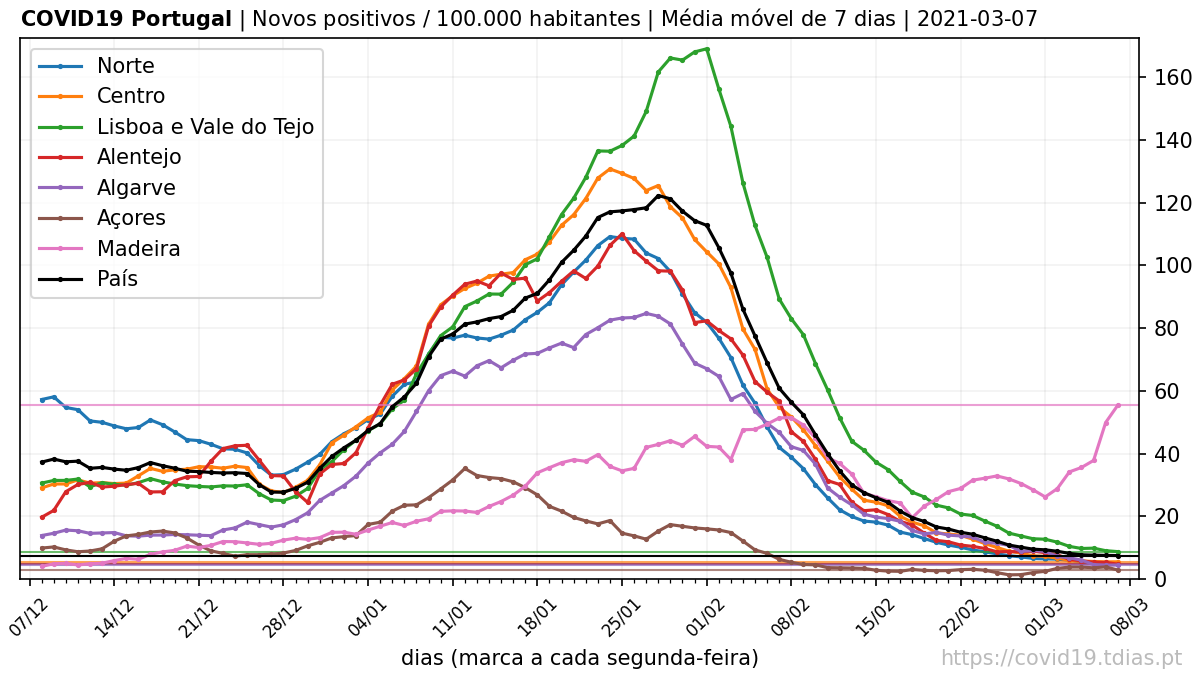 COVID19 Portugal | Novos positivos / 100.000 habitantes | Média móvel de 7 dias | 2021-03-07
Norte
Centro
Lisboa e Vale do Tejo
Alentejo
Algarve
Açores
Madeira
País
160
140
120
100
80
60
40
20
0
07/12 14/12 21/12 28/12 04/01 11/01 18/01 25/01 01/02 08/02 15/02 22/02 01/03 08/03
dias (marca a cada segunda-feira)
https://covid19.tdias.pt